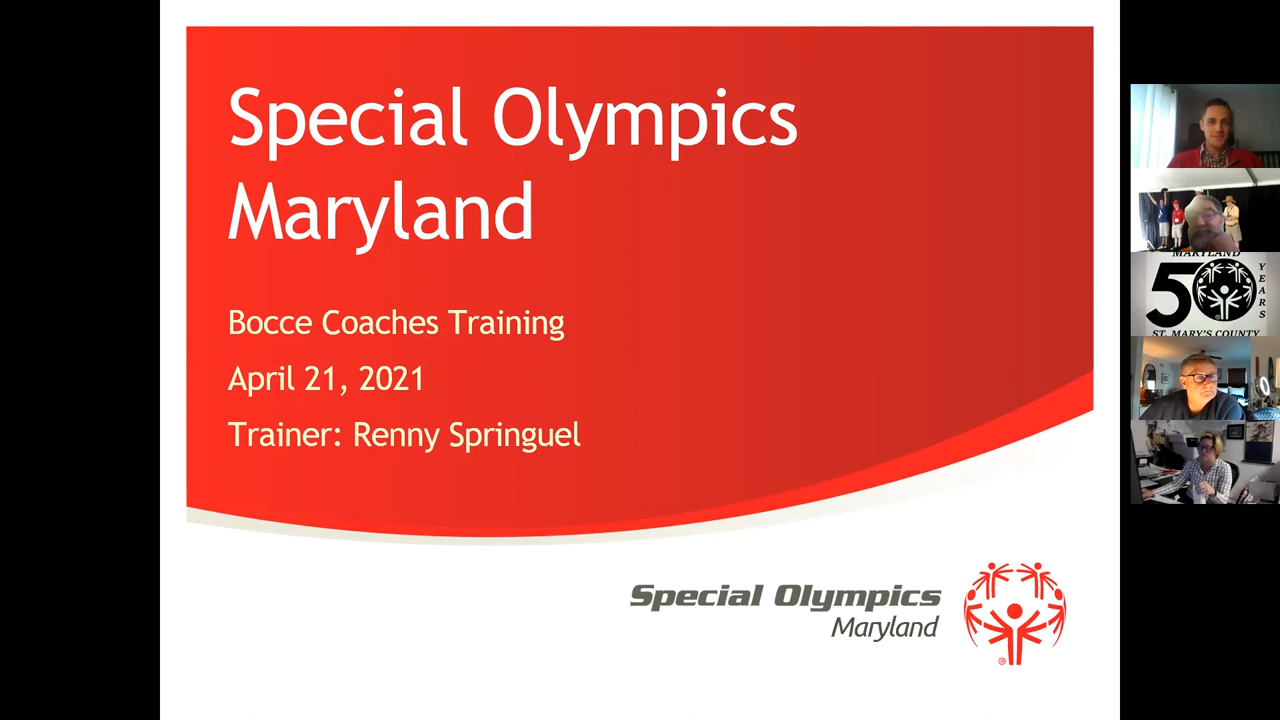 Special Olympics
Maryland
Bocce Coaches Training
April 21, 2021
Trainer: Renny Springuel
Special Olympics
Maryland
®
MARYLAND
50
YEARS
ST. MARY'S COUNTY